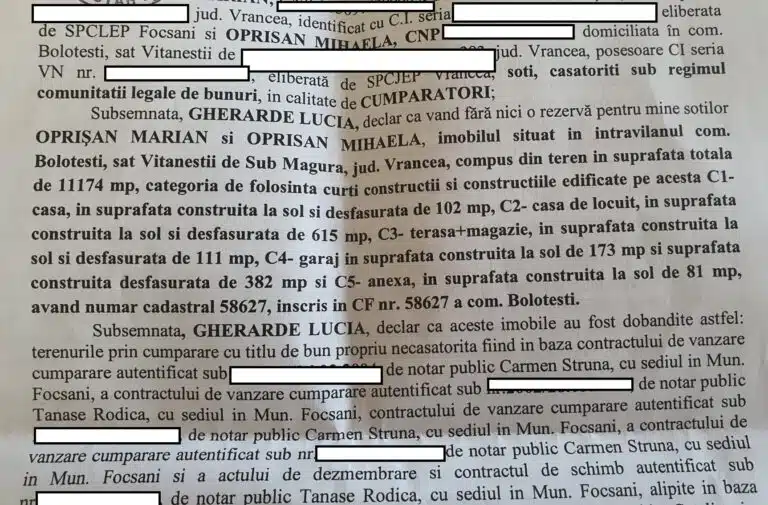 jud. Vrancea, identificat cu C.I. seria eliberata
de SPCLEP Focsani si OPRISAN MIHAELA, CNP domiciliata în com.
Bolotesti, sat Vitanestii de jud. Vrancea, posesoare CI seria
VN nr. , eliberată de SPCJEP Vrancea, soti, casatoriti sub regimul
comunitatii legale de bunuri, in calitate de CUMPARATORI;
Subsemnata, GHERARDE LUCIA, declar ca vand fără nici o rezervă pentru mine sotilor
OPRIŞAN MARIAN si OPRISAN MIHAELA, imobilul situat in intravilanul com.
Bolotesti, sat Vitanestii de Sub Magura, jud. Vrancea, compus din teren in suprafata totala
de 11174 mp, categoria de folosinta curti constructii si constructiile edificate pe acesta C1-
casa, in suprafata construita la sol si desfasurata de 102 mp, C2- casa de locuit, in suprafata
construita la sol si desfasurata de 615 mp, C3- terasa+magazie, in suprafata construita la
sol si desfasurata de 111 mp, C4- garaj in suprafata construita la sol de 173 mp si suprafata
construita desfasurata de 382 mp si C5- anexa, in suprafata construita la sol de 81 mp,
avand numar cadastral 58627, inscris in CF nr. 58627 a com. Bolotesti.
Subsemnata, GHERARDE LUCIA, declar ca aceste imobile au fost dobandite astfel:
terenurile prin cumparare cu titlu de bun propriu necasatorita fiind in baza contractului de vanzare
cumparare autentificat sub de notar public Carmen Struna, cu sediul in Mun.
Focsani, a contractului de vanzare cumparare autentificat sub de notar public
Tanase Rodica, cu sediul in Mun. Focsani, contractului de vanzare cumparare autentificat sub
, de notar public Carmen Struna, cu sediul in Mun. Focsani, a contractului de
vanzare cumparare autentificat sub nr de notar public Carmen Struna, cu sediul
in Mun. Focsani si a actului de dezmembrare si contractul de schimb autentificat sub
nr , de notar public Tanase Rodica, cu sediul in Mun. Focsani, alipite in baza